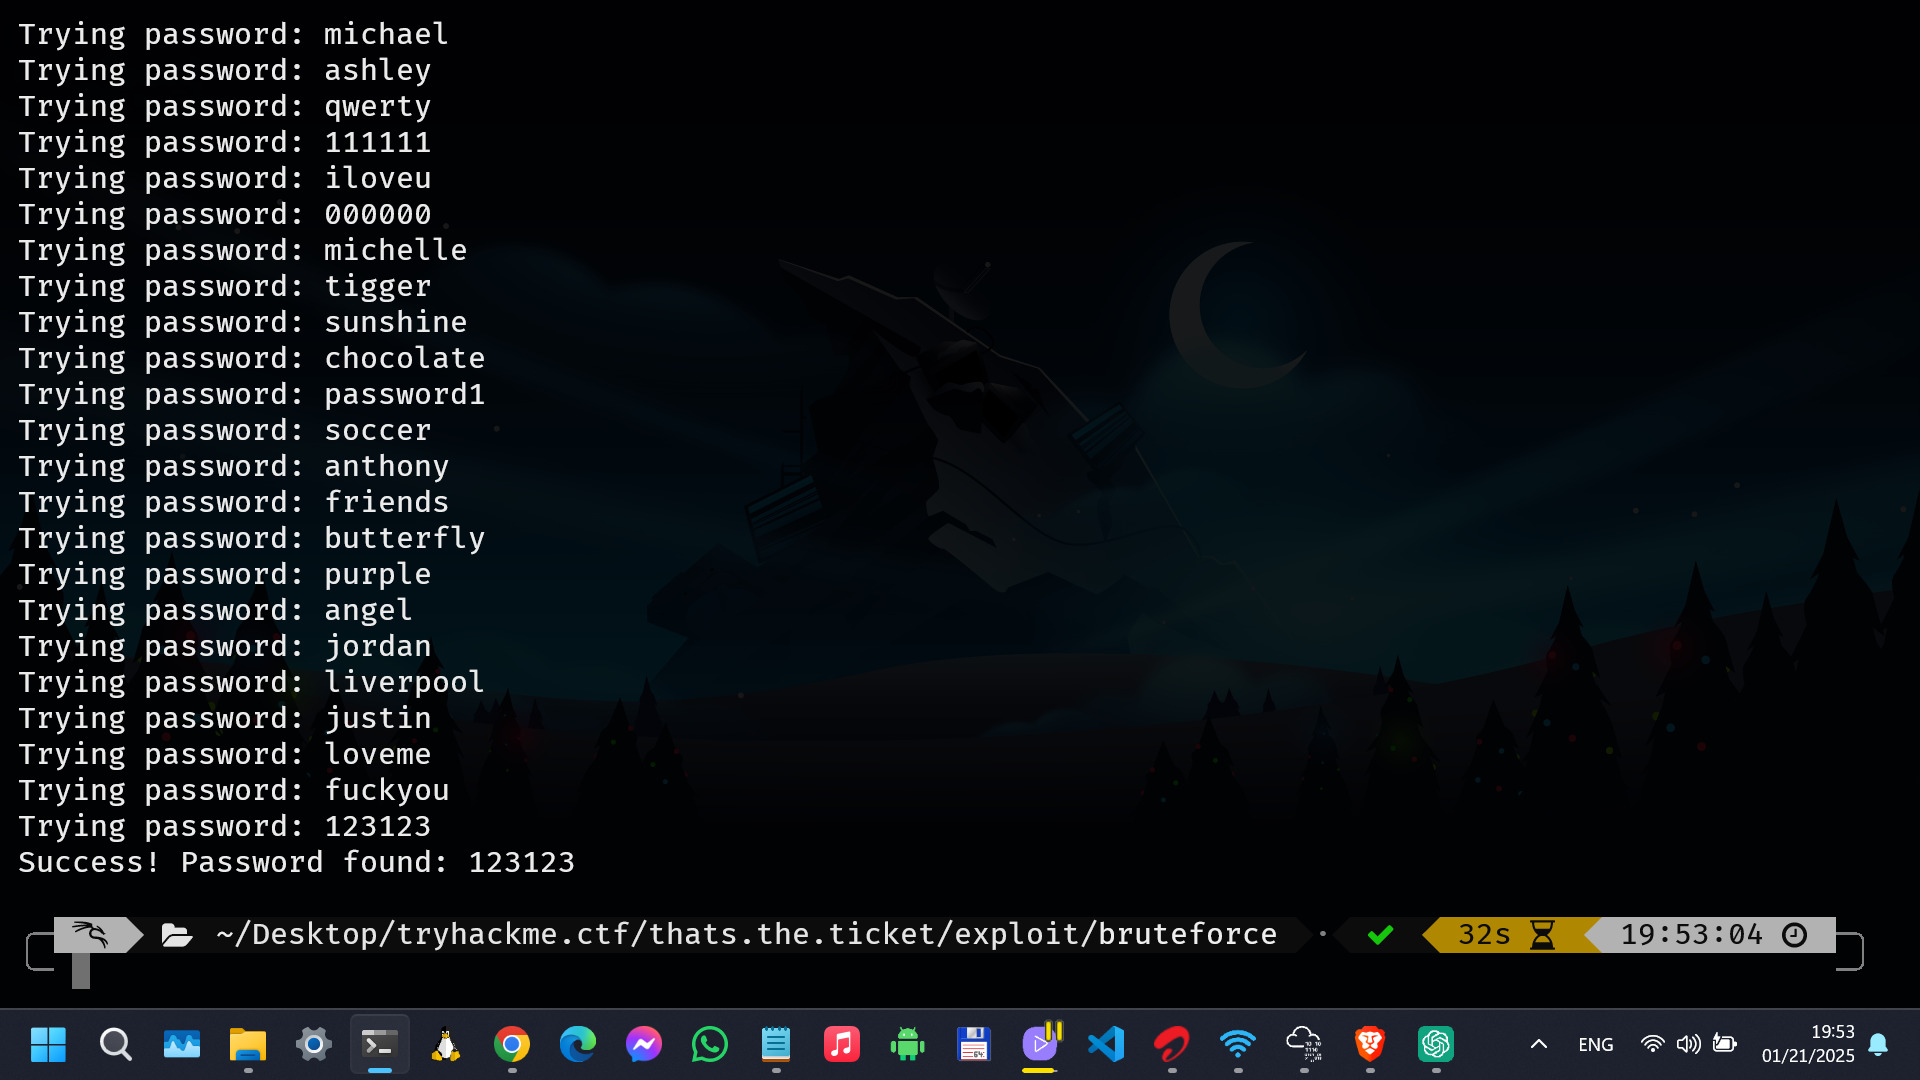 Trying password: michael
Trying password: ashley
Trying password: qwerty
Trying password: 111111
Trying password: iloveu
Trying password: 000000
Trying password: michelle
Trying password: tigger
Trying password: sunshine
Trying password: chocolate
Trying password: password1
Trying password: soccer
Trying password: anthony
Trying password: friends
Trying password: butterfly
Trying password: purple
Trying password: angel
Trying password: jordan
Trying password: liverpool
Trying password: justin
Trying password: loveme
Trying password: fuckyou
Trying password: 123123
Success! Password found: 123123
~/Desktop/tryhackme.ctf/thats.the.ticket/exploit/bruteforce 32s 19:53:04
ENG 19:53
01/21/2025